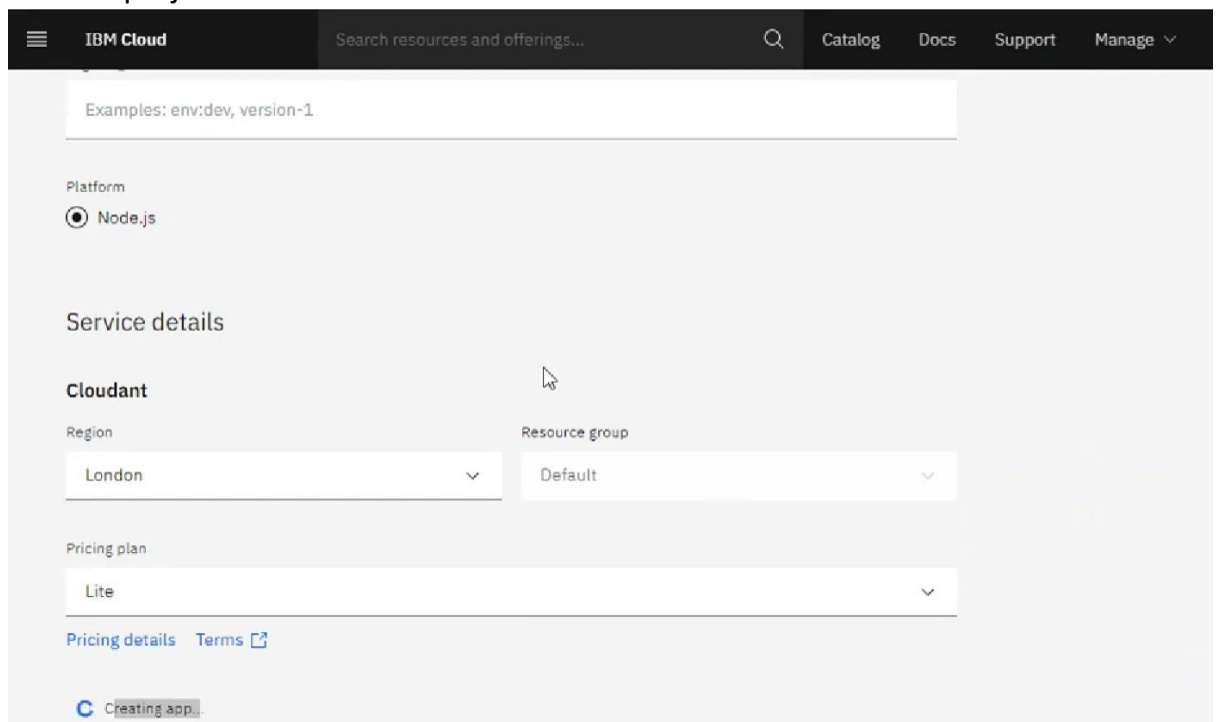 IBM Cloud Search resources and offerings... Catalog Docs Support Manage
Examples: env:dev, version-1
Platform
Node.js
Service details
Cloudant
Region Resource group
London Default
Pricing plan
Lite
Pricing details Terms
Creating app...